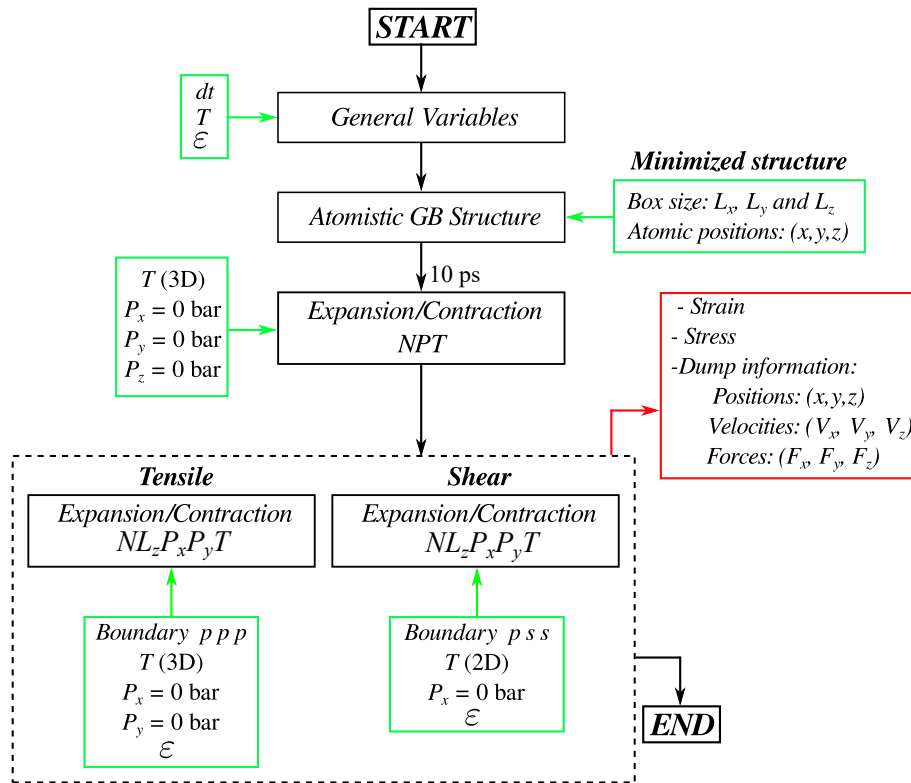 START
dt
T
ε
General Variables
Minimized structure
Box size: Lx, Ly and Lz
Atomic positions: (x,y,z)
Atomistic GB Structure
10 ps
T (3D)
Px = 0 bar
Py = 0 bar
Pz = 0 bar
Expansion/Contraction
NPT
- Strain
- Stress
-Dump information:
Positions: (x,y,z)
Velocities: (Vx, Vy, Vz)
Forces: (Fx, Fy, Fz)
Tensile
Expansion/Contraction
NLzPxPyT
Boundary p p p
T (3D)
Px = 0 bar
Py = 0 bar
ε
Shear
Expansion/Contraction
NLzPxPyT
Boundary p s s
T (2D)
Px = 0 bar
ε
END